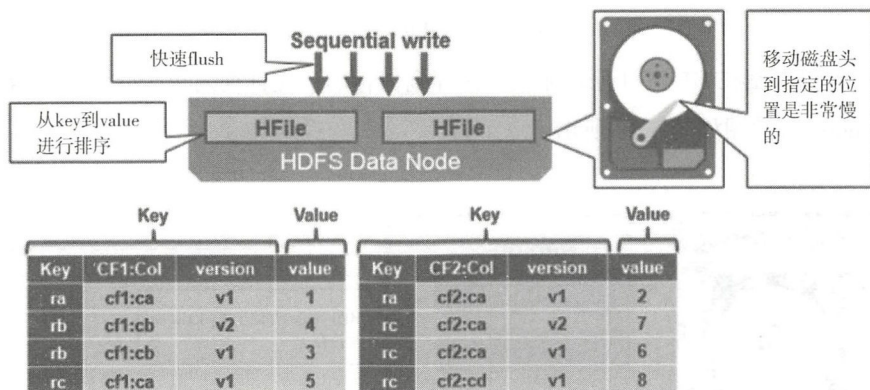 快速flush
Sequential write
从key到value
进行排序
HFile
HFile
HDFS Data Node
移动磁盘头
到指定的位
置是非常慢
的
Key Value Key Value
Key CF1:Col version value Key CF2:Col version value
ra cf1:ca v1 1 ra cf2:ca v1 2
rb cf1:cb v2 4 rc cf2:ca v2 7
rb cf1:cb v1 3 rc cf2:ca v1 6
rc cf1:ca v1 5 rc cf2:cd v1 8